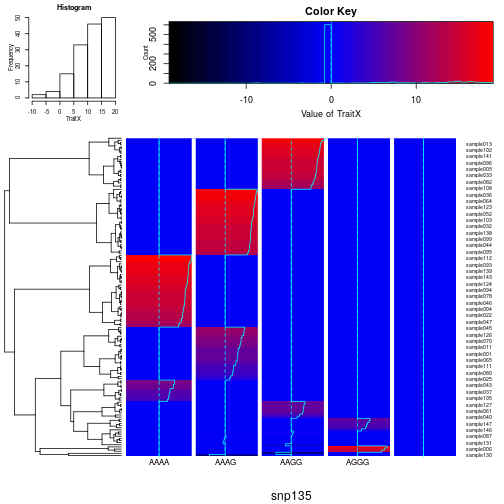 Histogram
Frequency
0 10 20 30 40 50
-10 -5 0 5 10 15 20
TraitX
Color Key
Count
0 200 500
-10 0 10
Value of TraitX
sample013
sample102
sample141
sample096
sample005
sample033
sample082
sample108
sample036
sample064
sample123
sample052
sample103
sample032
sample138
sample099
sample044
sample095
sample112
sample093
sample139
sample143
sample124
sample094
sample078
sample046
sample004
sample022
sample047
sample045
sample126
sample070
sample011
sample001
sample065
sample111
sample080
sample025
sample043
sample037
sample105
sample127
sample061
sample040
sample147
sample146
sample087
sample131
sample006
sample130
AAAA AAAG AAGG AGGG
snp135